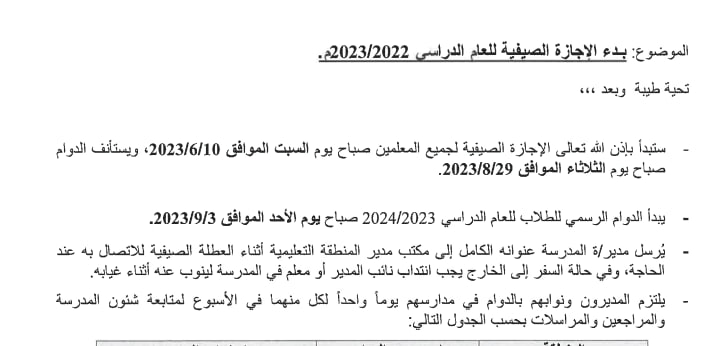 الموضوع: بدء الإجازة الصيفية للعام الدراسي 2023/2022م.
تحية طيبة وبعد ،،،
- ستبدأ بإذن الله تعالى الإجازة الصيفية لجميع المعلمين صباح يوم السبت الموافق 2023/6/10، ويستأنف الدوام
صباح يوم الثلاثاء الموافق 2023/8/29.
- يبدأ الدوام الرسمي للطلاب للعام الدراسي 2024/2023 صباح يوم الأحد الموافق 2023/9/3.
- يُرسل مدير/ة المدرسة عنوانه الكامل إلى مكتب مدير المنطقة التعليمية أثناء العطلة الصيفية للاتصال به عند
الحاجة، وفي حالة السفر إلى الخارج يجب انتداب نائب المدير أو معلم في المدرسة لينوب عنه أثناء غيابه.
- يلتزم المديرون ونوابهم بالدوام في مدارسهم يوماً واحداً لكل منهما في الأسبوع لمتابعة شئون المدرسة
والمراجعين والمراسلات بحسب الجدول التالي: